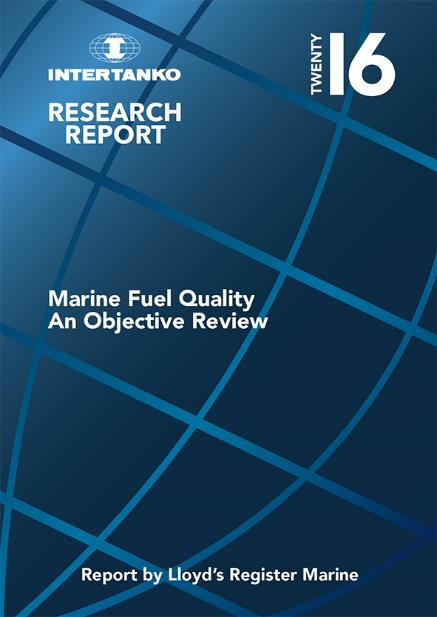 INTERTANKO
TWENTY
16
RESEARCH
REPORT
Marine Fuel Quality
An Objective Review
Report by Lloyd's Register Marine